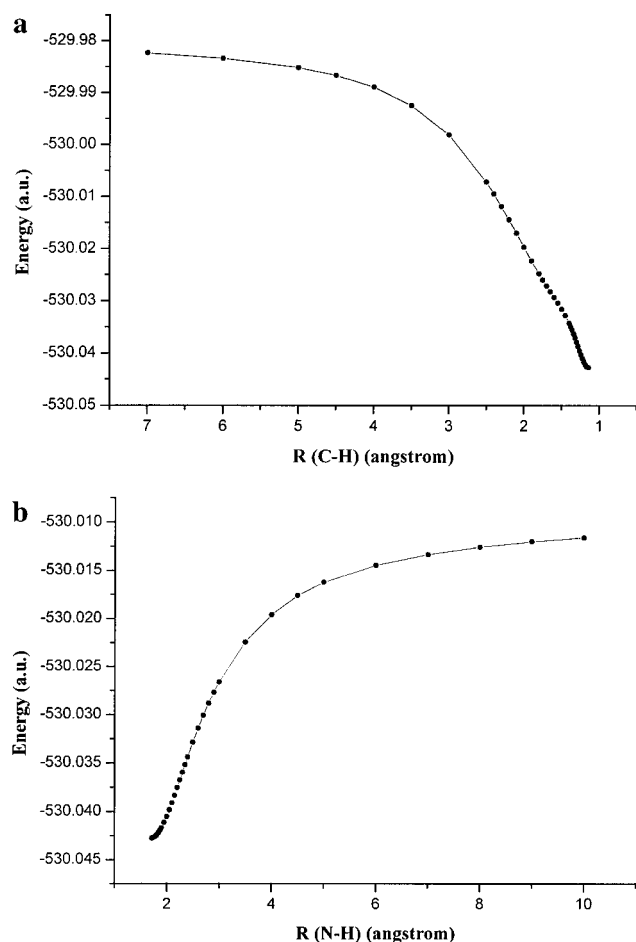 a
-529.98
-529.99
-530.00
-530.01
-530.02
-530.03
-530.04
-530.05
Energy (a.u.)
7 6 5 4 3 2 1
R (C-H) (angstrom)
b
-530.010
-530.015
-530.020
-530.025
-530.030
-530.035
-530.040
-530.045
Energy (a.u.)
2 4 6 8 10
R (N-H) (angstrom)